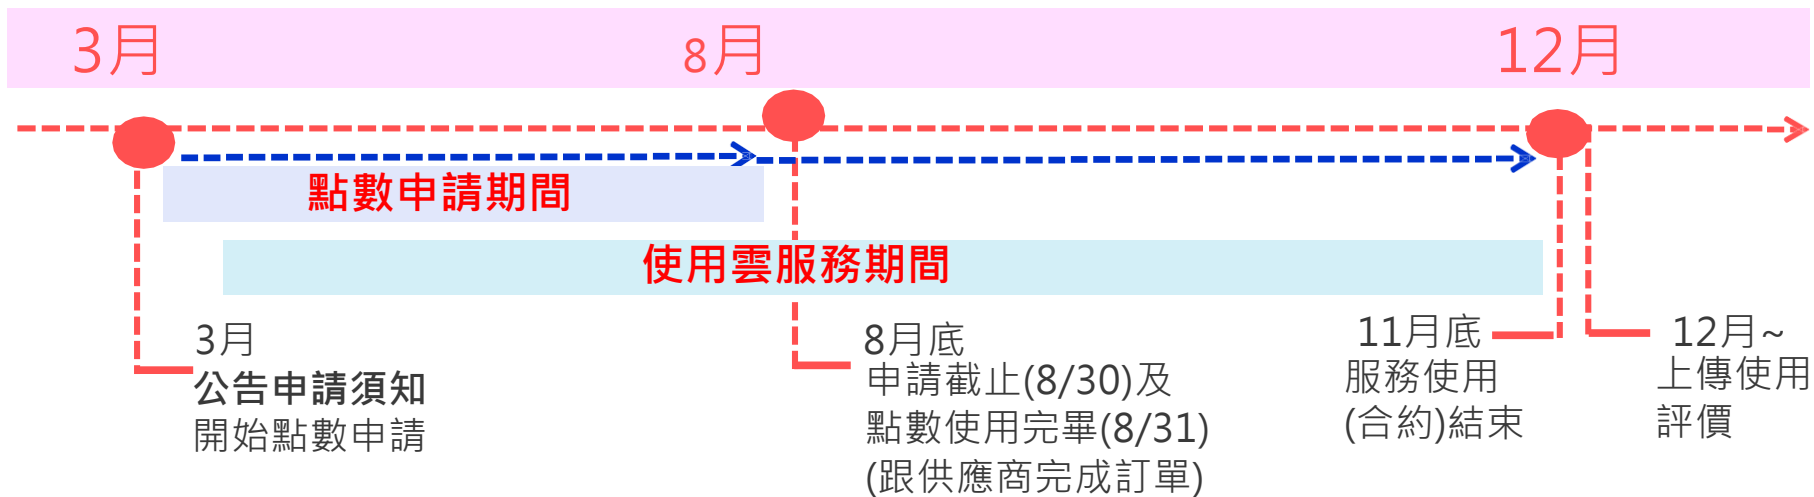 3月
8月
12月
點數申請期間
使用雲服務期間
3月
公告申請須知
開始點數申請
8月底
申請截止(8/30)及
點數使用完畢(8/31)
(跟供應商完成訂單)
11月底
服務使用
(合約)結束
12月~
上傳使用
評價